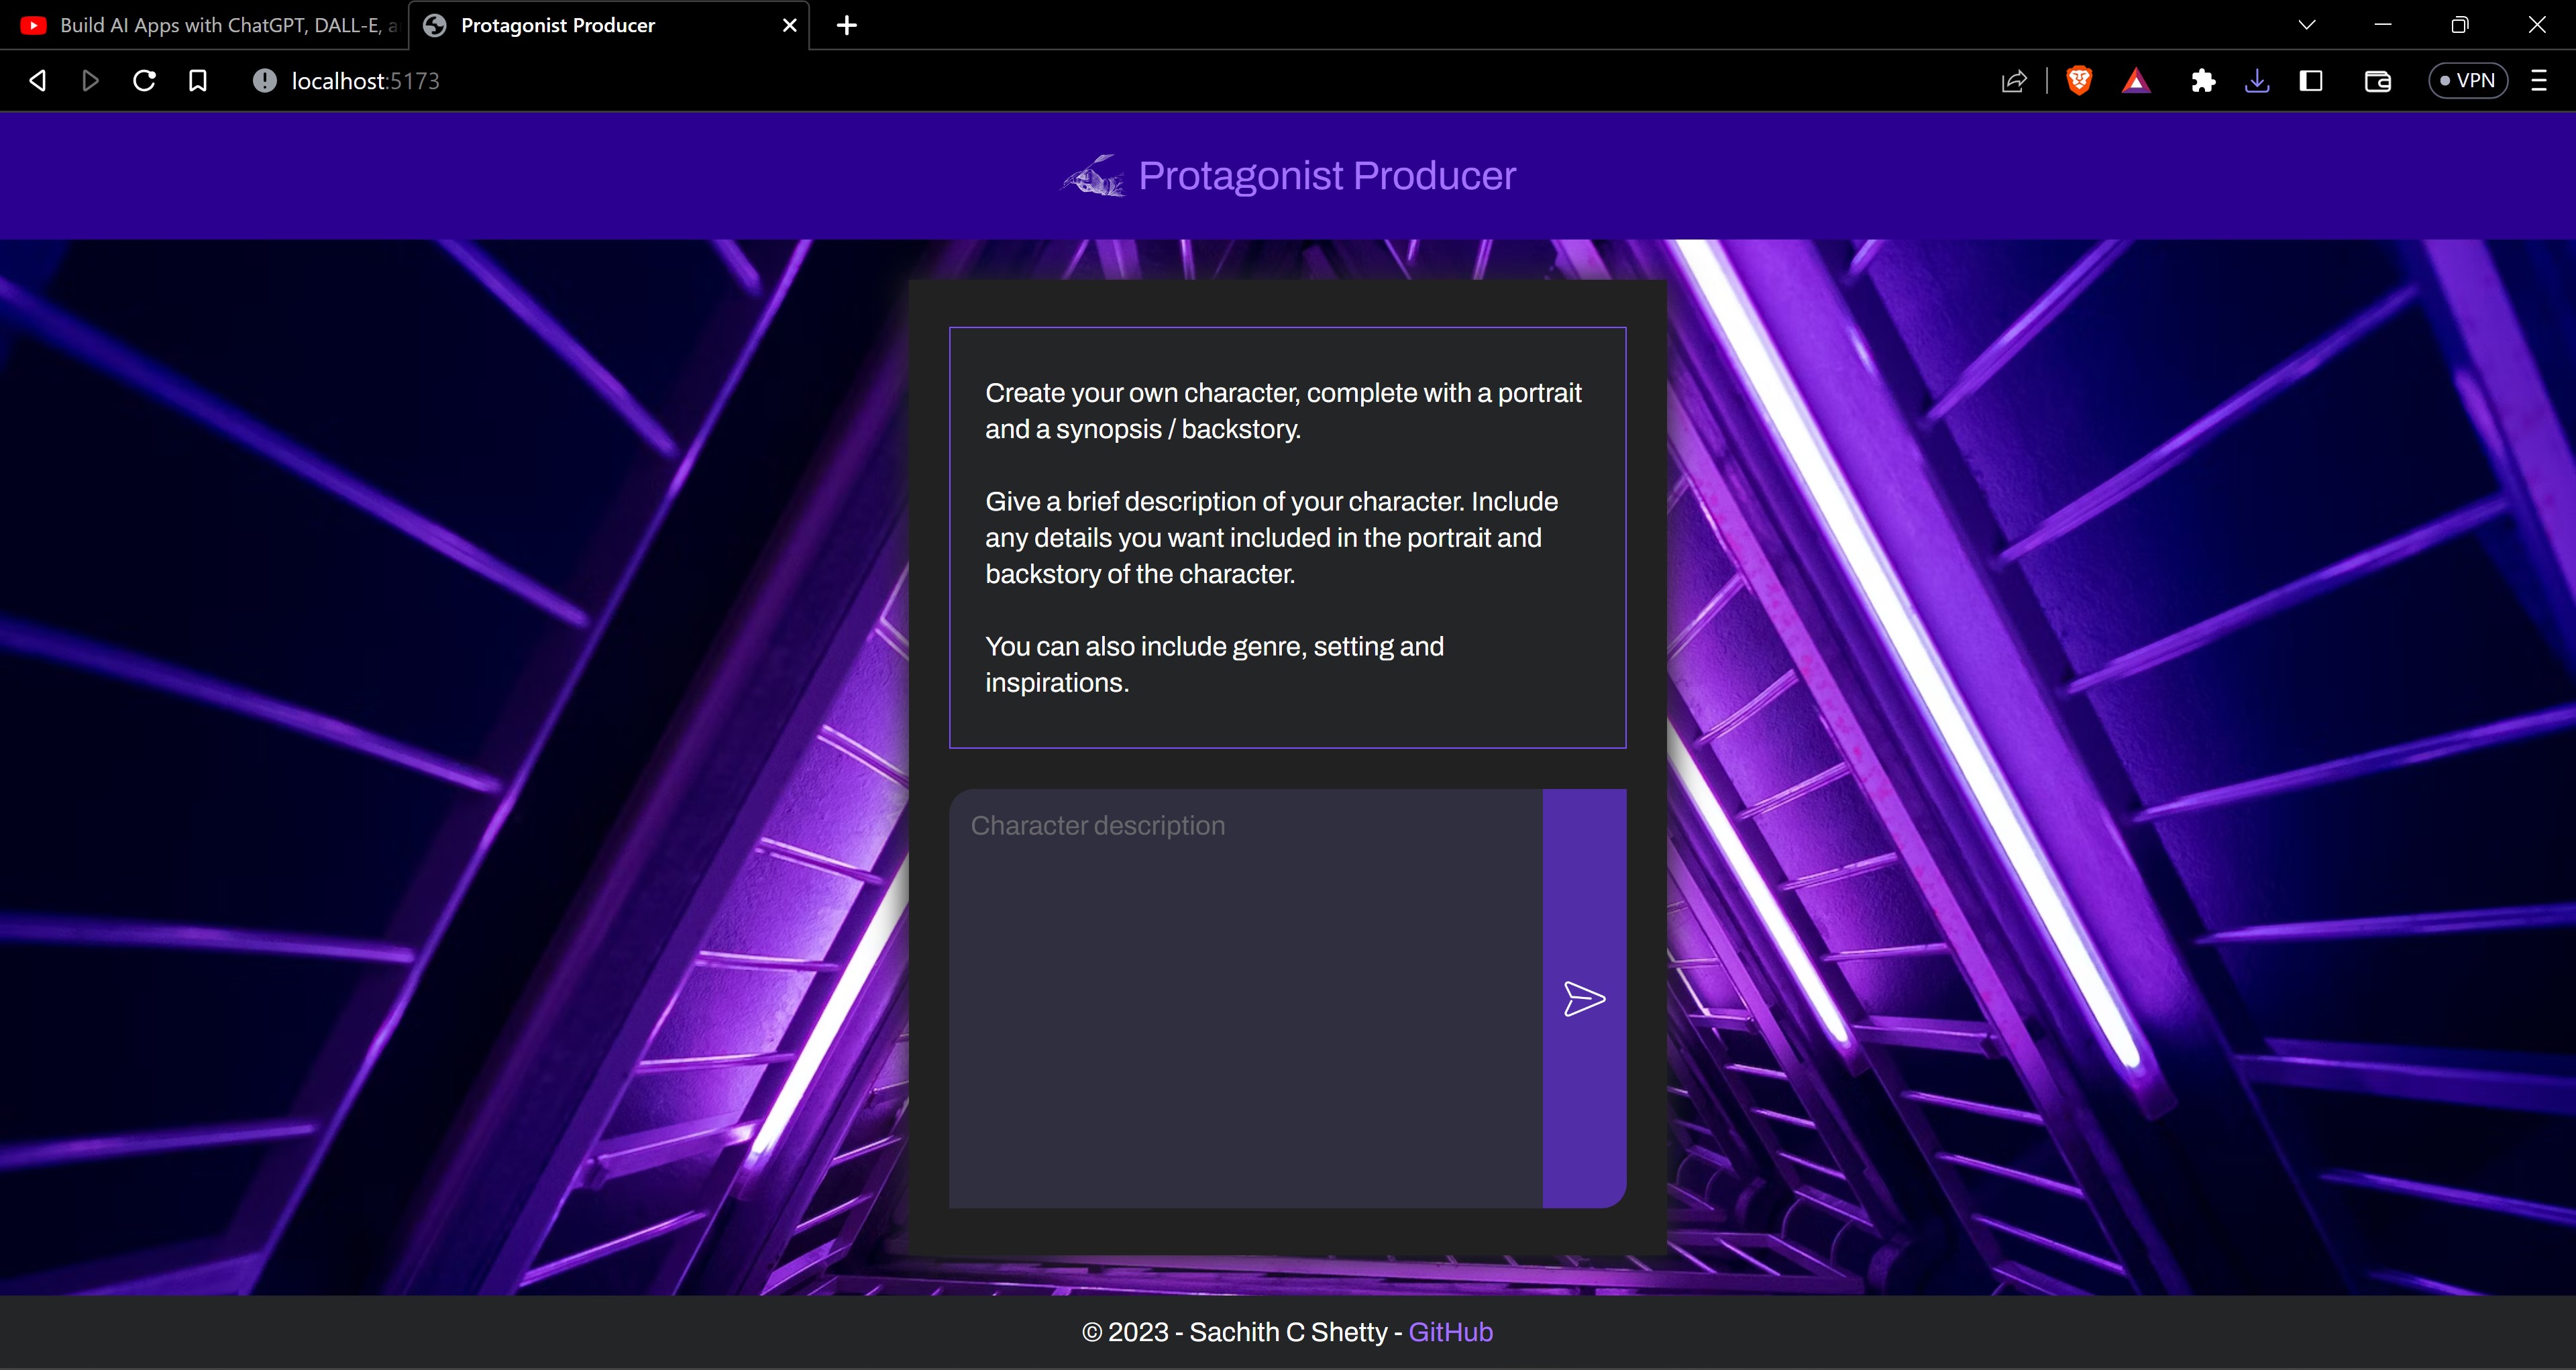 Build AI Apps with ChatGPT, DALL-E, a
Protagonist Producer
localhost:5173
VPN
Protagonist Producer
Create your own character, complete with a portrait
and a synopsis / backstory.
Give a brief description of your character. Include
any details you want included in the portrait and
backstory of the character.
You can also include genre, setting and
inspirations.
Character description
© 2023 - Sachith C Shetty - GitHub